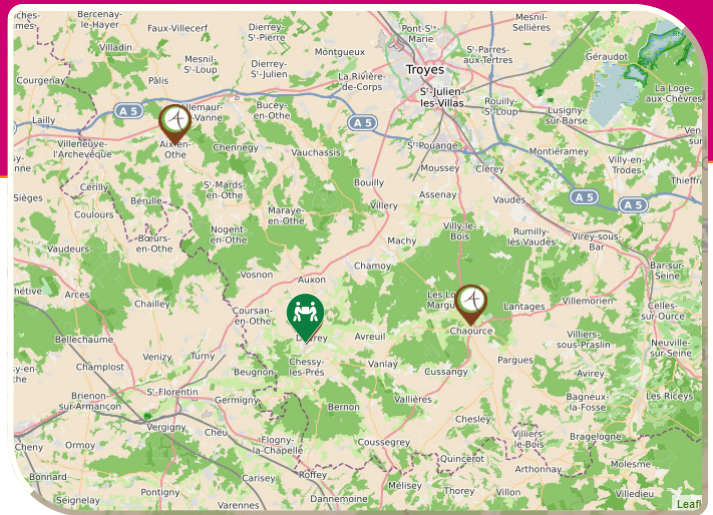 Bercenay-
le-Hayer
Faux-Villecerf
Dierrey-
St-Pierre
Pont-St-
Marie
Mesnil-
Sellières
Villadin
Mesnil-
St-Loup
Dierrey-
St-Julien
Montgueux
Troyes
St-Parres-
aux-Tertres
Géraudot
Courgenay
Pâlis
La Rivière-
de-Corps
St-Julien-
les-Villas
La Loge-
aux-Chèvres
Lailly
A 5
Bucey-
en-Othe
A 5
Rouilly-
St-Loup
Lusigny-
sur-Barse
Villeneuve-
l'Archevêque
Aix-en-
Othe
Chennegy
Vauchassis
St-Pouange
Montiéramey
Moussey
Clérey
Villy-en-
Trodes
Cérilly
St-Mards-
en-Othe
Bouilly
Assenay
Vaudes
A 5
A 5
Thieffra
Sièges
Bérulle
Coulours
Maraye-
en-Othe
Villery
Villy-le-
Bois
Rumilly-
lès-Vaudes
Virey-sous-
Bar
Bœurs-
en-Othe
Nogent-
en-Othe
Machy
Vaudeurs
Vosnon
Auxon
Chamoy
Bar-sur-
Seine
Arces
Chailley
Coursan-
en-Othe
Chaource
Lantages
Villemorien
Celles-
sur-Ource
Bellechaume
Avreuil
Villiers-
sous-Praslin
Neuville-
sur-Seine
Champlost
Venizy
Turny
Beugnon
Chessy-
les-Prés
Vanlay
Cussangy
Pargues
Avirey
Brienon-
sur-Armançon
St-Florentin
Germigny
Bernon
Vallières
Bagneux-
la-Fosse
Les Riceys
Vergigny
Chéu
Chesley
Cheny
Ormoy
Flogny-
la-Chapelle
Coussegrey
Villiers-
le-Bois
Bragelogne
Bonnard
Roffey
Quincerot
Arthonnay
Molesme
Seignelay
Pontigny
Carisey
Varennes
Dannemoine
Mélisey
Thorey
Villon
Villedieu
Leafl